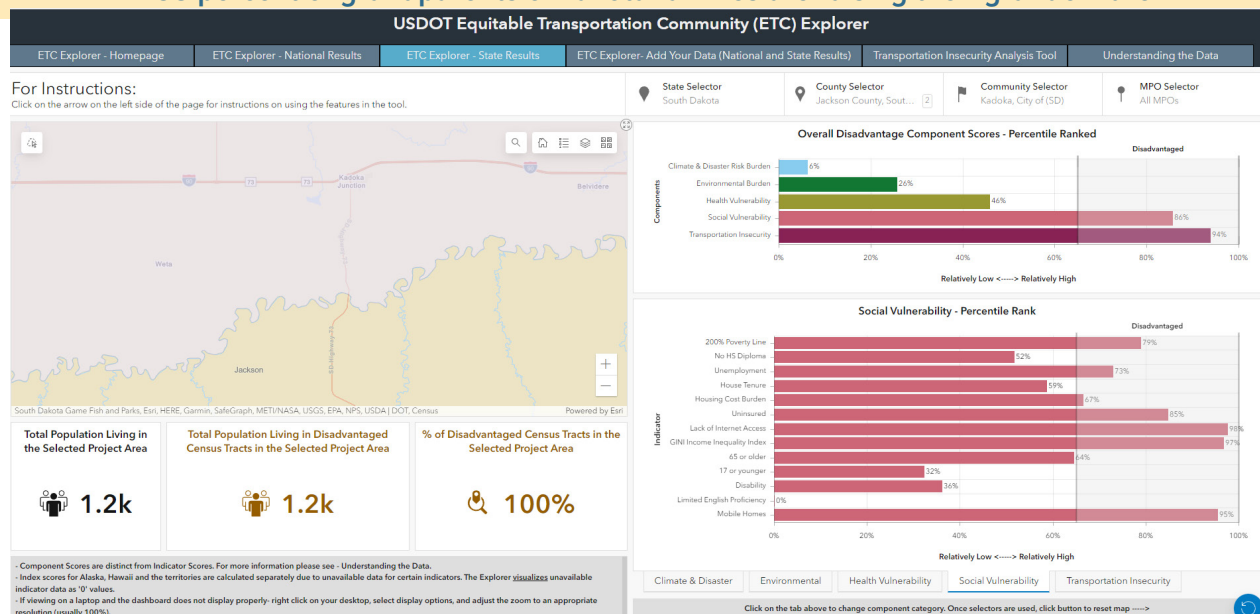 USDOT Equitable Transportation Community (ETC) Explorer
ETC Explorer - Homepage
ETC Explorer - National Results
ETC Explorer - State Results
ETC Explorer- Add Your Data (National and State Results)
Transportation Insecurity Analysis Tool
Understanding the Data
For Instructions:
Click on the arrow on the left side of the page for instructions on using the features in the tool.
State Selector
South Dakota
County Selector
Jackson County, Sout... 2
Community Selector
Kadoka, City of (SD)
MPO Selector
All MPOs
Kadoka
Junction
Belvidere
Weta
Jackson
South Dakota Game Fish and Parks, Esri, HERE, Garmin, SafeGraph, METI/NASA, USGS, EPA, NPS, USDA | DOT, Census
Powered by Esri
Total Population Living in
the Selected Project Area
1.2k
Total Population Living in Disadvantaged
Census Tracts in the Selected Project Area
1.2k
% of Disadvantaged Census Tracts in the
Selected Project Area
100%
- Component Scores are distinct from Indicator Scores. For more information please see - Understanding the Data.
- Index scores for Alaska, Hawaii and the territories are calculated separately due to unavailable data for certain indicators. The Explorer visualizes unavailable
indicator data as '0' values.
- If viewing on a laptop and the dashboard does not display properly- right click on your desktop, select display options, and adjust the zoom to an appropriate
resolution (usually 100%).
Overall Disadvantage Component Scores - Percentile Ranked
Disadvantaged
Components
Climate & Disaster Risk Burden 6%
Environmental Burden 26%
Health Vulnerability 46%
Social Vulnerability 86%
Transportation Insecurity 94%
0% 20% 40% 60% 80% 100%
Relatively Low <-----> Relatively High
Social Vulnerability - Percentile Rank
Disadvantaged
Indicator
200% Poverty Line 79%
No HS Diploma 52%
Unemployment 73%
House Tenure 59%
Housing Cost Burden 67%
Uninsured 85%
Lack of Internet Access 98%
GINI Income Inequality Index 97%
65 or older 64%
17 or younger 32%
Disability 36%
Limited English Proficiency 0%
Mobile Homes 95%
0% 20% 40% 60% 80% 100%
Relatively Low <-----> Relatively High
Climate & Disaster
Environmental
Health Vulnerability
Social Vulnerability
Transportation Insecurity
Click on the tab above to change component category. Once selectors are used, click button to reset map ----->